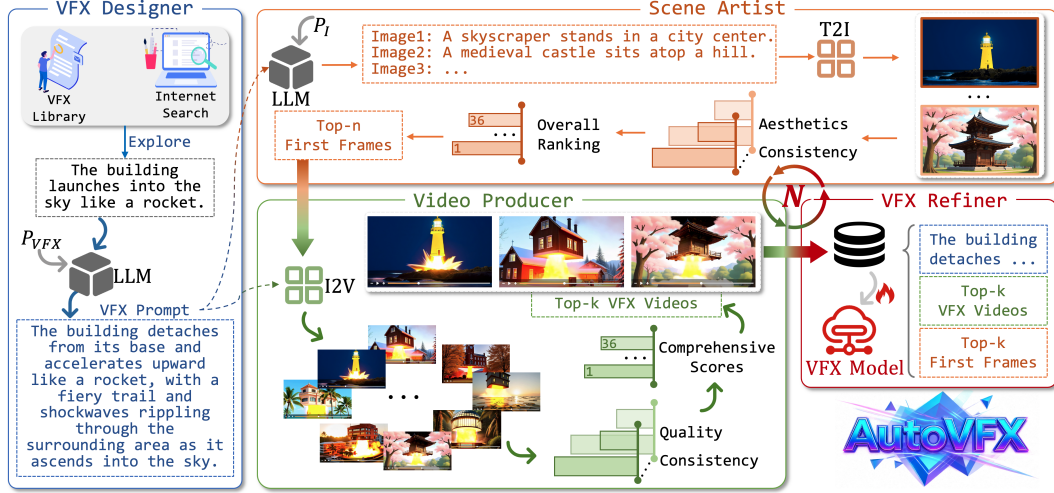 VFX Designer
VFX
Library
Internet
Search
Explore
The building
launches into the
sky like a rocket.
P_VFX
LLM
VFX Prompt
The building detaches
from its base and
accelerates upward
like a rocket, with a
fiery trail and
shockwaves rippling
through the
surrounding area as it
ascends into the sky.
Scene Artist
P_I
LLM
Image1: A skyscraper stands in a city center.
Image2: A medieval castle sits atop a hill.
Image3: ...
T2I
...
Aesthetics
Consistency
Overall
Ranking
36
...
1
Top-n
First Frames
N
Video Producer
I2V
Top-k VFX Videos
...
36
...
1
Comprehensive
Scores
Quality
Consistency
VFX Refiner
VFX Model
The building
detaches ...
Top-k
VFX Videos
Top-k
First Frames
AutoVFX